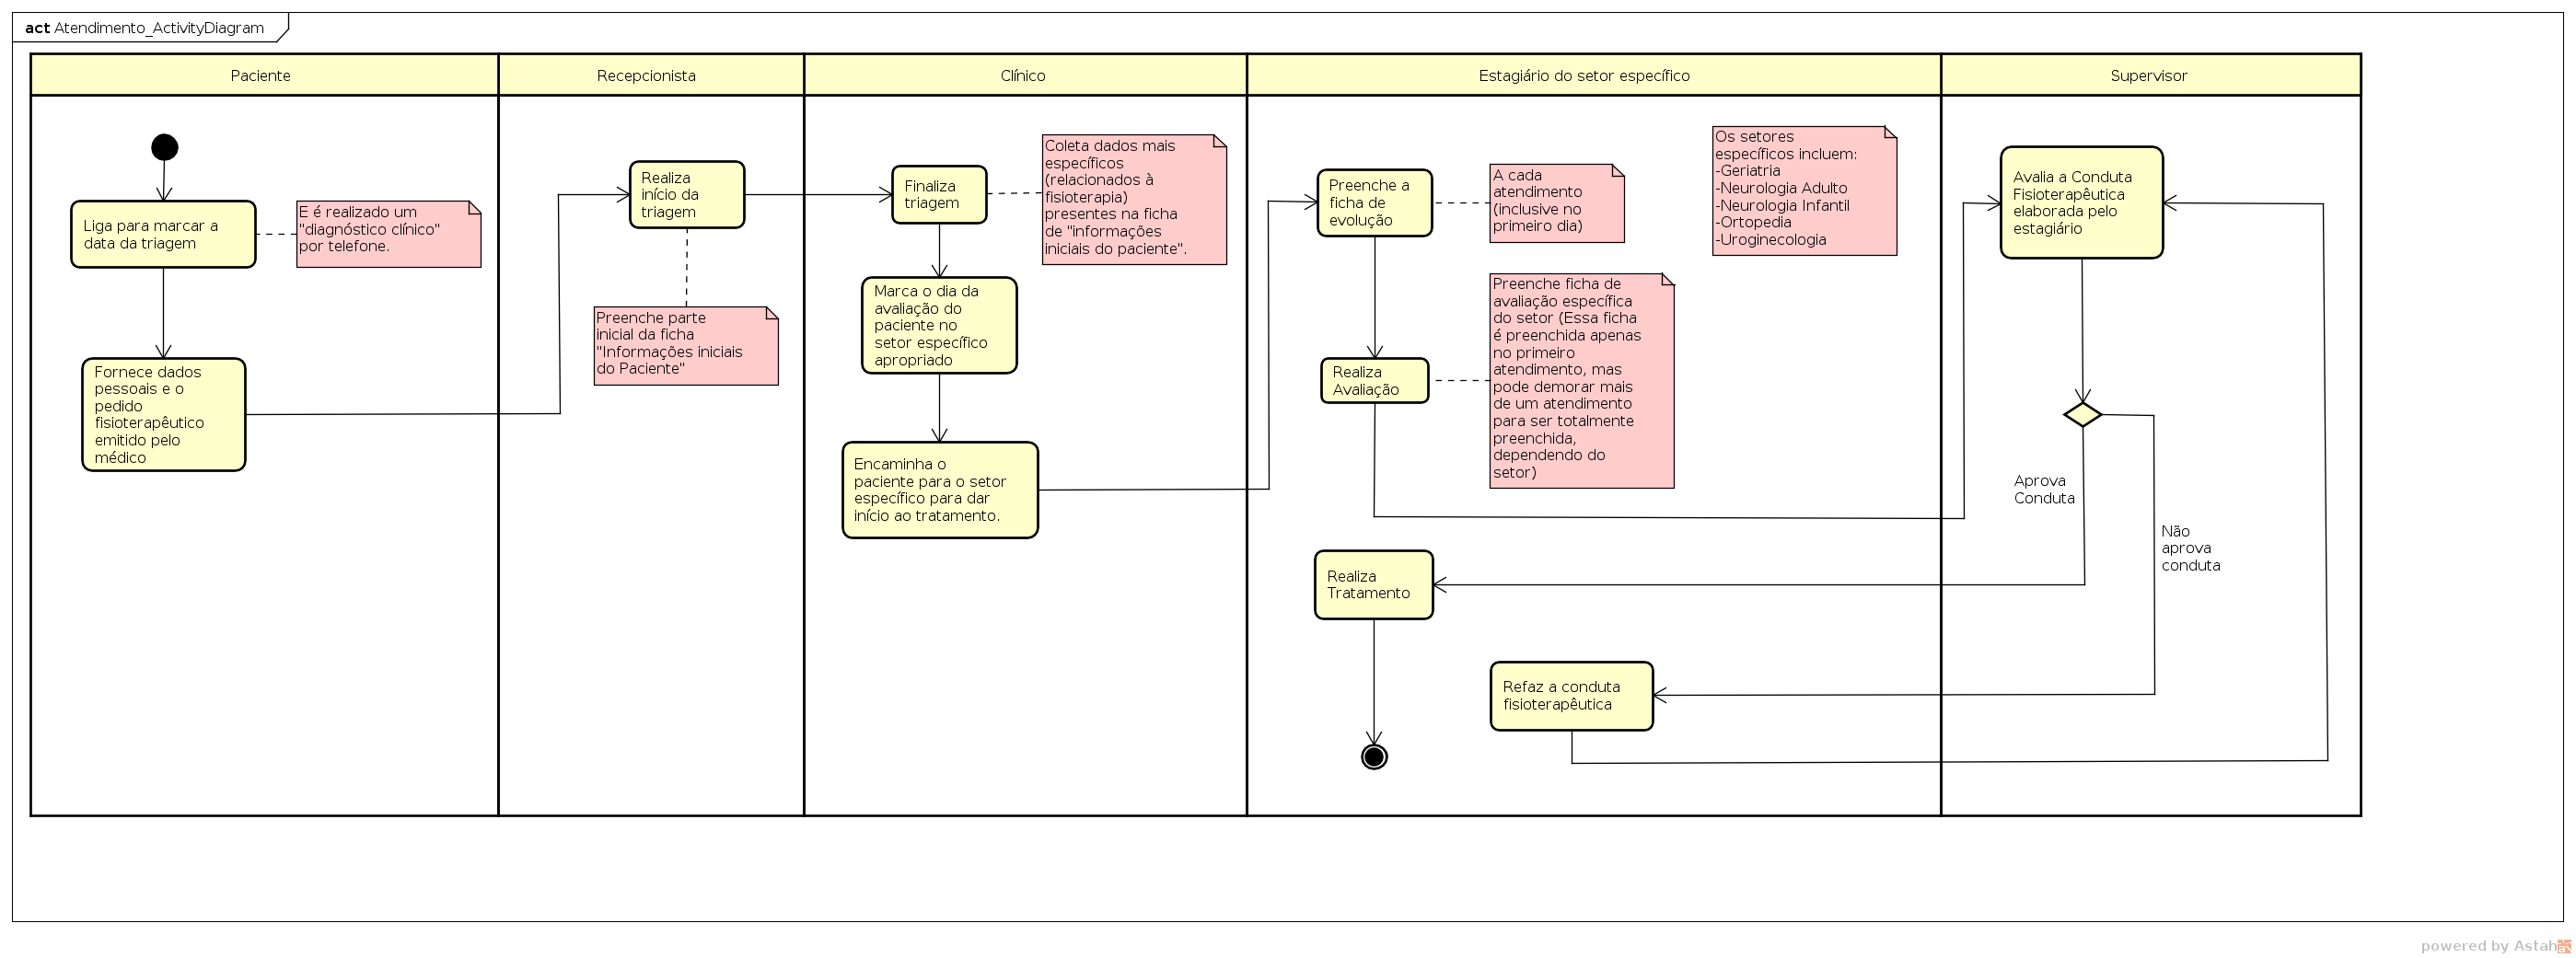 act Atendimento_ActivityDiagram
Paciente
Recepcionista
Clínico
Estagiário do setor específico
Supervisor
Liga para marcar a
data da triagem
E é realizado um
"diagnóstico clínico"
por telefone.
Fornece dados
pessoais e o
pedido
fisioterapêutico
emitido pelo
médico
Realiza
início da
triagem
Preenche parte
inicial da ficha
"Informações iniciais
do Paciente"
Finaliza
triagem
Coleta dados mais
específicos
(relacionados à
fisioterapia)
presentes na ficha
de "informações
iniciais do paciente".
Marca o dia da
avaliação do
paciente no
setor específico
apropriado
Encaminha o
paciente para o setor
específico para dar
início ao tratamento.
Preenche a
ficha de
evolução
A cada
atendimento
(inclusive no
primeiro dia)
Os setores
específicos incluem:
-Geriatria
-Neurologia Adulto
-Neurologia Infantil
-Ortopedia
-Uroginecologia
Realiza
Avaliação
Preenche ficha de
avaliação específica
do setor (Essa ficha
é preenchida apenas
no primeiro
atendimento, mas
pode demorar mais
de um atendimento
para ser totalmente
preenchida,
dependendo do
setor)
Realiza
Tratamento
Refaz a conduta
fisioterapêutica
Avalia a Conduta
Fisioterapêutica
elaborada pelo
estagiário
Aprova
Conduta
Não
aprova
conduta
powered by Astah